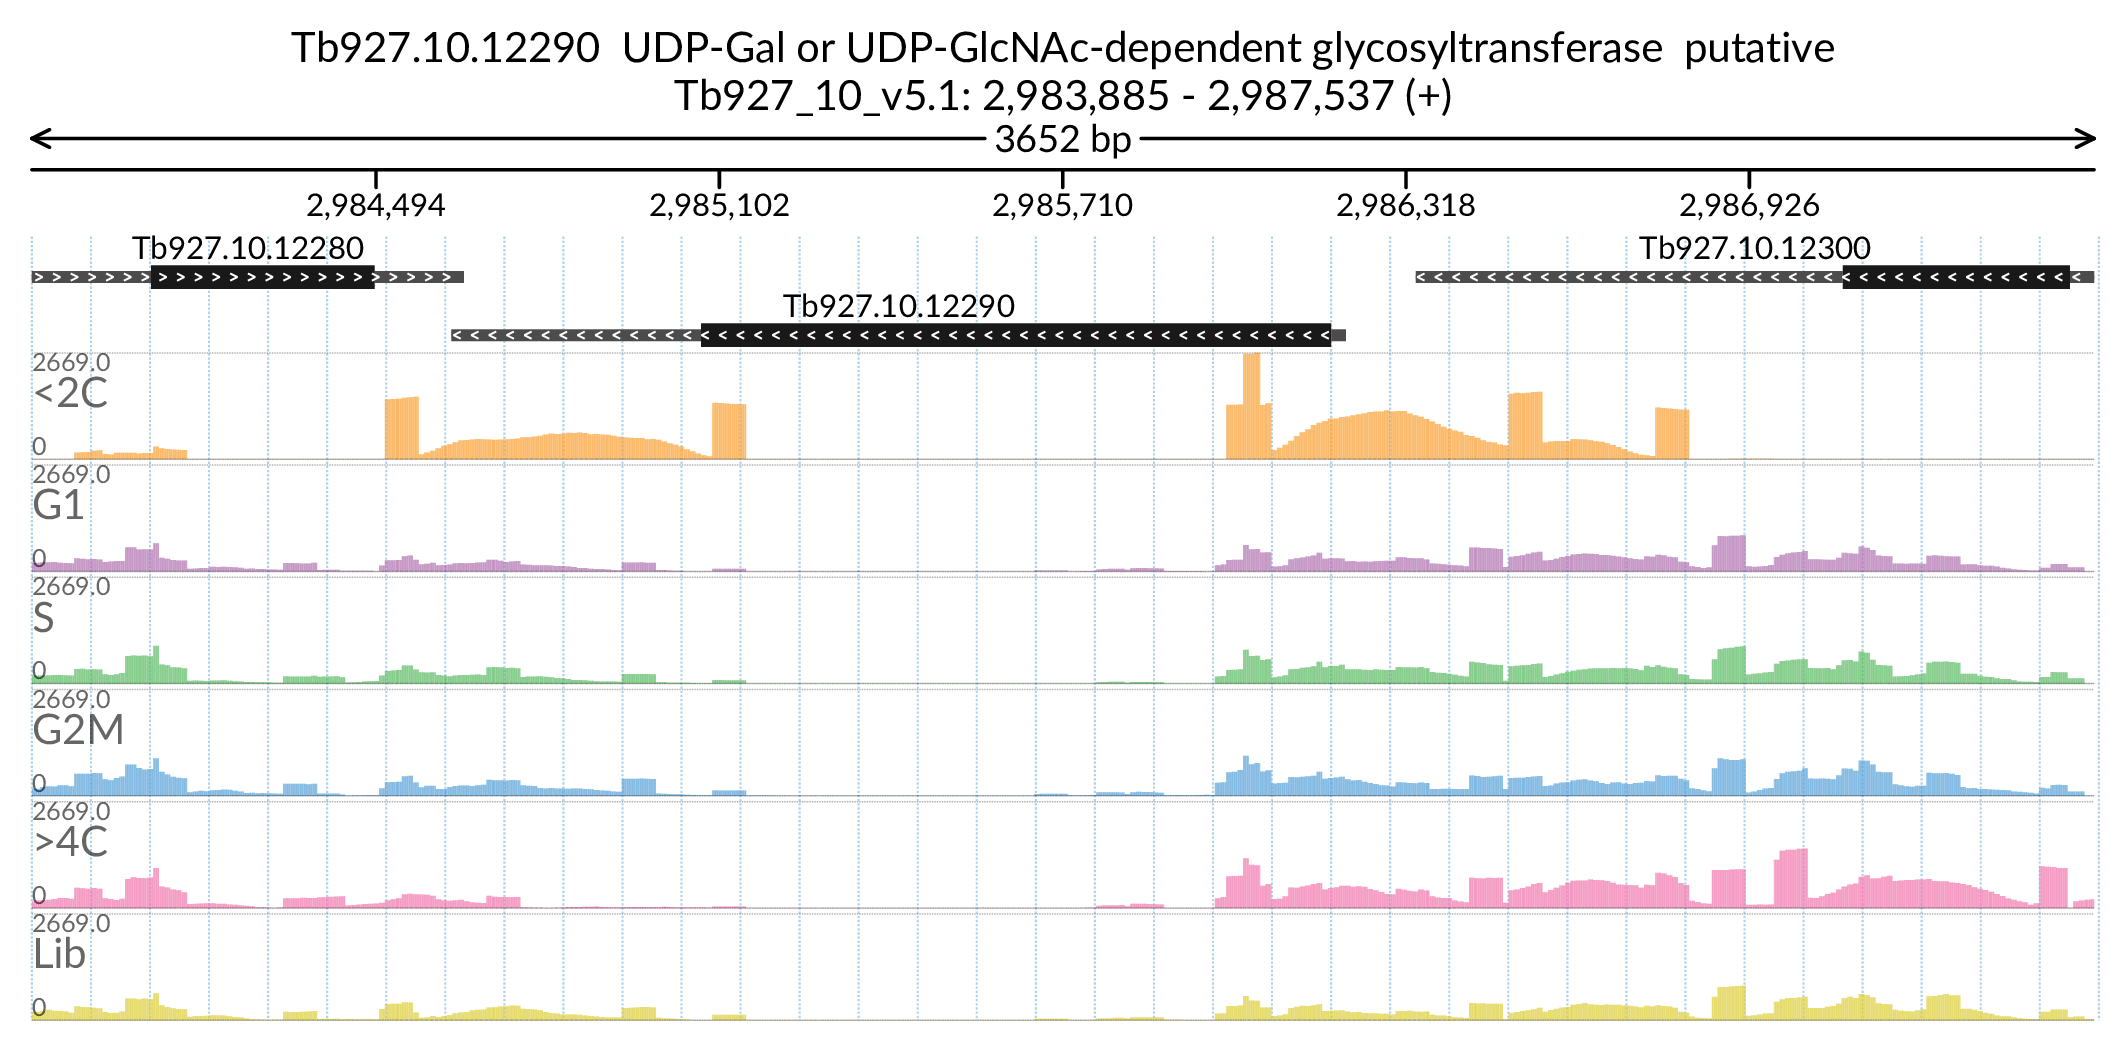 Tb927.10.12290  UDP-Gal or UDP-GlcNAc-dependent glycosyltransferase  putative
Tb927_10_v5.1: 2,983,885 - 2,987,537 (+)
3652 bp
2,984,494 2,985,102 2,985,710 2,986,318 2,986,926
Tb927.10.12280 Tb927.10.12300
Tb927.10.12290
2669.0
<2C
0
2669.0
G1
0
2669.0
S
0
2669.0
G2M
0
2669.0
>4C
0
2669.0
Lib
0